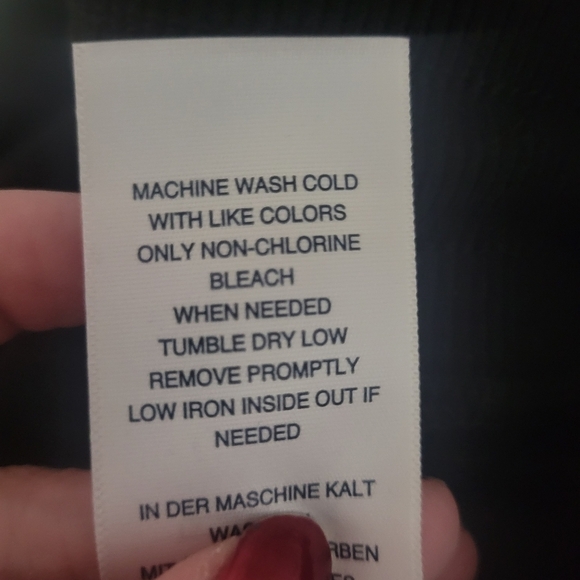 MACHINE WASH COLD
WITH LIKE COLORS
ONLY NON-CHLORINE
BLEACH
WHEN NEEDED
TUMBLE DRY LOW
REMOVE PROMPTLY
LOW IRON INSIDE OUT IF
NEEDED
IN DER MASCHINE KALT